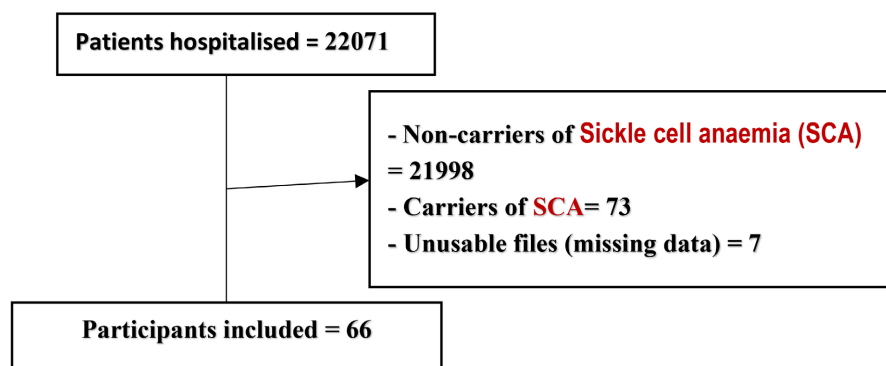 Patients hospitalised = 22071
- Non-carriers of Sickle cell anaemia (SCA)
= 21998
- Carriers of SCA= 73
- Unusable files (missing data) = 7
Participants included = 66